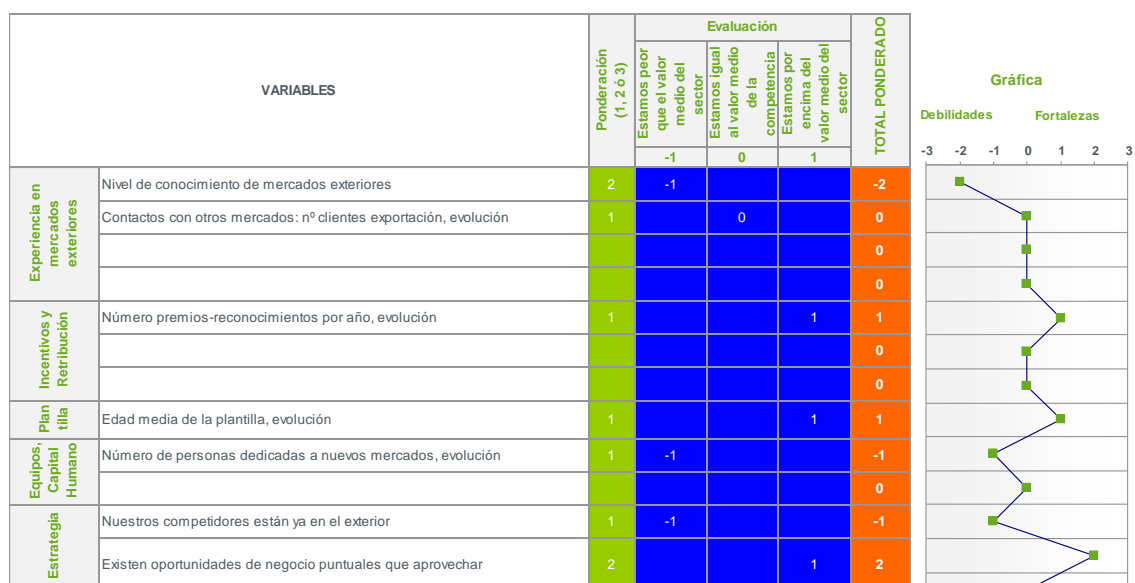 VARIABLES
Ponderación
(1, 2 ó 3)
Evaluación
Estamos peor
que el valor
medio del
sector
Estamos igual
al valor medio
de la
competencia
Estamos por
encima del
valor medio del
sector
TOTAL PONDERADO
-1 0 1
Gráfica
Debilidades Fortalezas
-3 -2 -1 0 1 2 3
Experiencia en
mercados
exteriores
Nivel de conocimiento de mercados exteriores 2 -1 -2
Contactos con otros mercados: nº clientes exportación, evolución 1 0 0
0
0
Incentivos y
Retribución
Número premios-reconocimientos por año, evolución 1 1 1
0
0
Plan
tilla
Edad media de la plantilla, evolución 1 1 1
Equipos,
Capital
Humano
Número de personas dedicadas a nuevos mercados, evolución 1 -1 -1
0
Estrategia
Nuestros competidores están ya en el exterior 1 -1 -1
Existen oportunidades de negocio puntuales que aprovechar 2 1 2